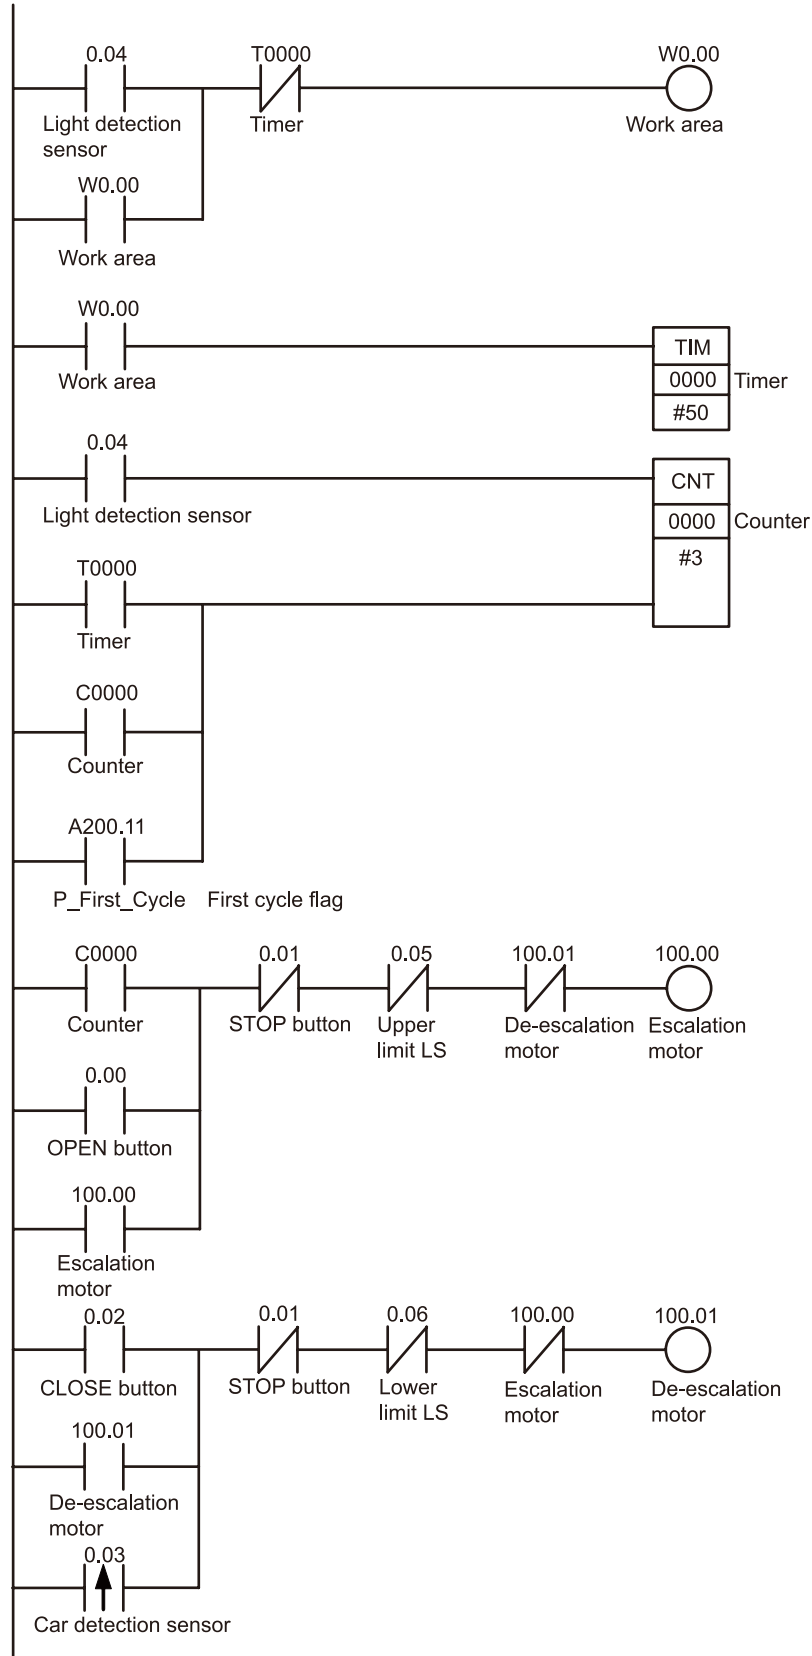 0.04 T0000 W0.00
Light detection Timer Work area
sensor
W0.00
Work area
W0.00
TIM
Work area
0000 Timer
#50
0.04
CNT
Light detection sensor
0000 Counter
#3
T0000
Timer
C0000
Counter
A200.11
P_First_Cycle First cycle flag
C0000 0.01 0.05 100.01 100.00
Counter STOP button Upper De-escalation Escalation
limit LS motor motor
0.00
OPEN button
100.00
Escalation
motor
0.02 0.01 0.06 100.00 100.01
CLOSE button STOP button Lower Escalation De-escalation
limit LS motor motor
100.01
De-escalation
motor
0.03
Car detection sensor